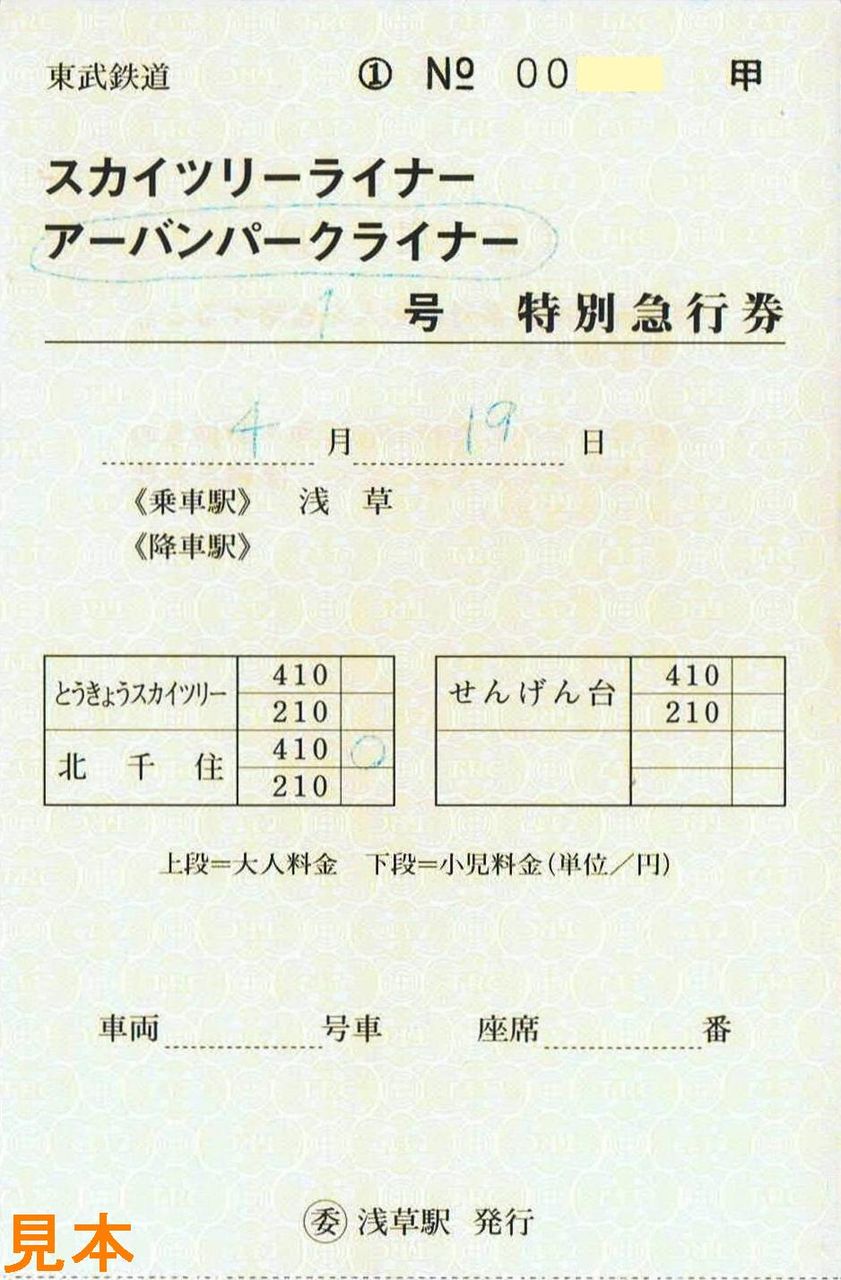 東武鉄道 ① № 00 甲
スカイツリーライナー
アーバンパークライナー
1 号 特別急行券
4 月 19 日
《乗車駅》 浅草
《降車駅》
とうきょうスカイツリー 410
210
北千住 410 ○
210
せんげん台 410
210
上段=大人料金 下段=小児料金(単位/円)
車両 号車 座席 番
㊀委 浅草駅 発行
見本